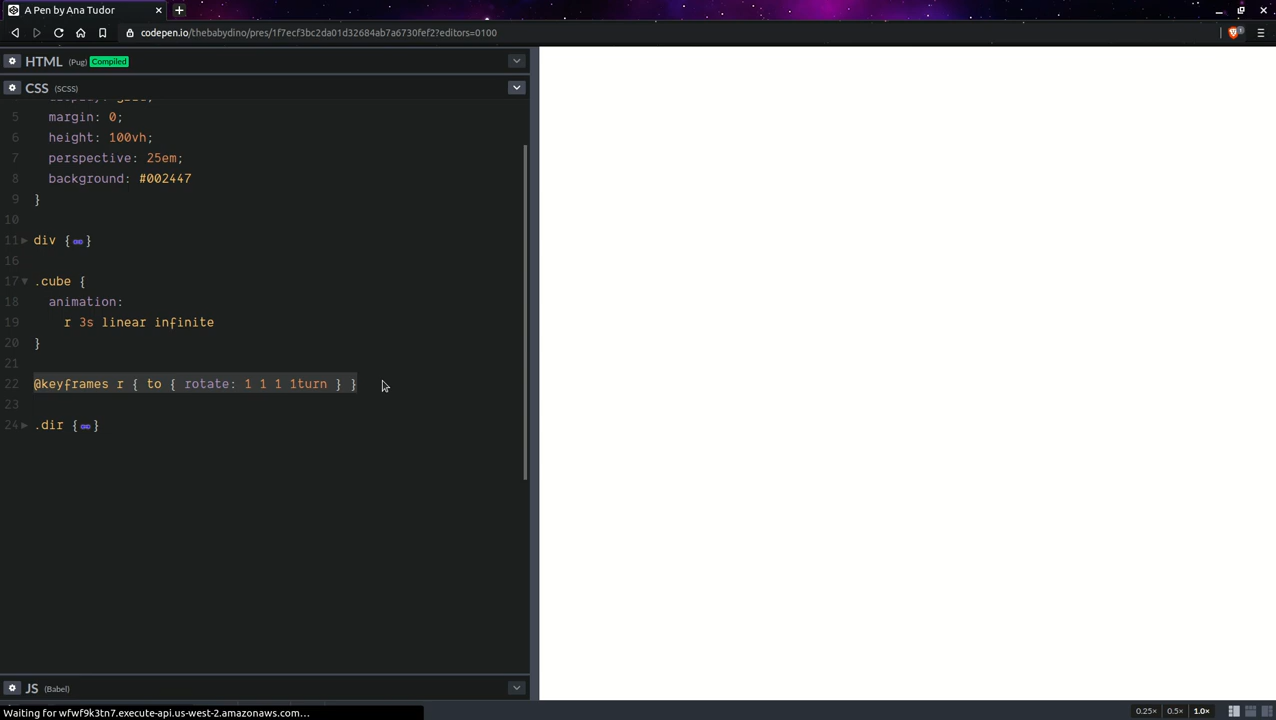 A Pen by Ana Tudor
codepen.io/thebabydino/pres/1f7ecf3bc2da01d32684ab7a6730fef2?editors=0100
HTML (Pug) Compiled
CSS (SCSS)
5 margin: 0;
6 height: 100vh;
7 perspective: 25em;
8 background: #002447
9 }
10
11 div {}
16
17 .cube {
18 animation:
19 r 3s linear infinite
20 }
21
22 @keyframes r { to { rotate: 1 1 1 1turn } }
23
24 .dir {}
JS (Babel)
Waiting for wfwf9k3tn7.execute-api.us-west-2.amazonaws.com…
0.25× 0.5× 1.0×